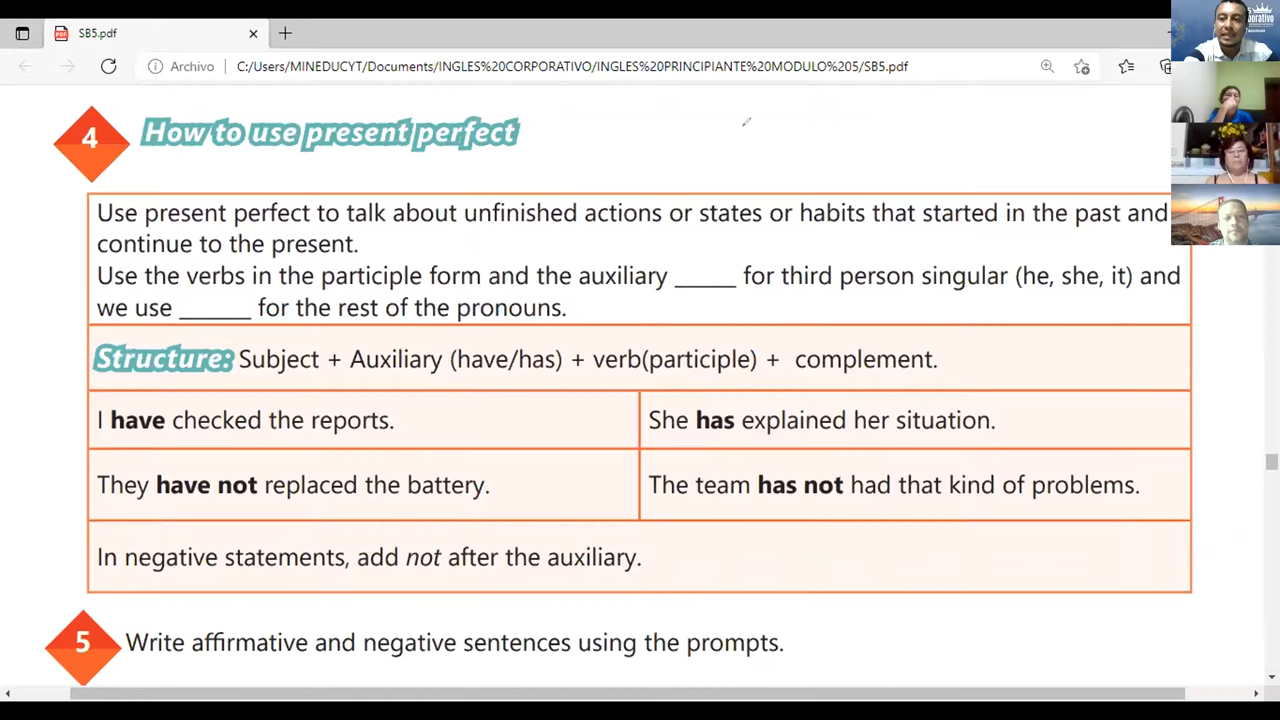 SB5.pdf
Archivo
C:/Users/MINEDUCYT/Documents/INGLES%20CORPORATIVO/INGLES%20PRINCIPIANTE%20MODULO%205/SB5.pdf
4
How to use present perfect
Use present perfect to talk about unfinished actions or states or habits that started in the past and
continue to the present.
Use the verbs in the participle form and the auxiliary _____ for third person singular (he, she, it) and
we use ______ for the rest of the pronouns.
Structure: Subject + Auxiliary (have/has) + verb(participle) + complement.
I have checked the reports.
She has explained her situation.
They have not replaced the battery.
The team has not had that kind of problems.
In negative statements, add not after the auxiliary.
5
Write affirmative and negative sentences using the prompts.